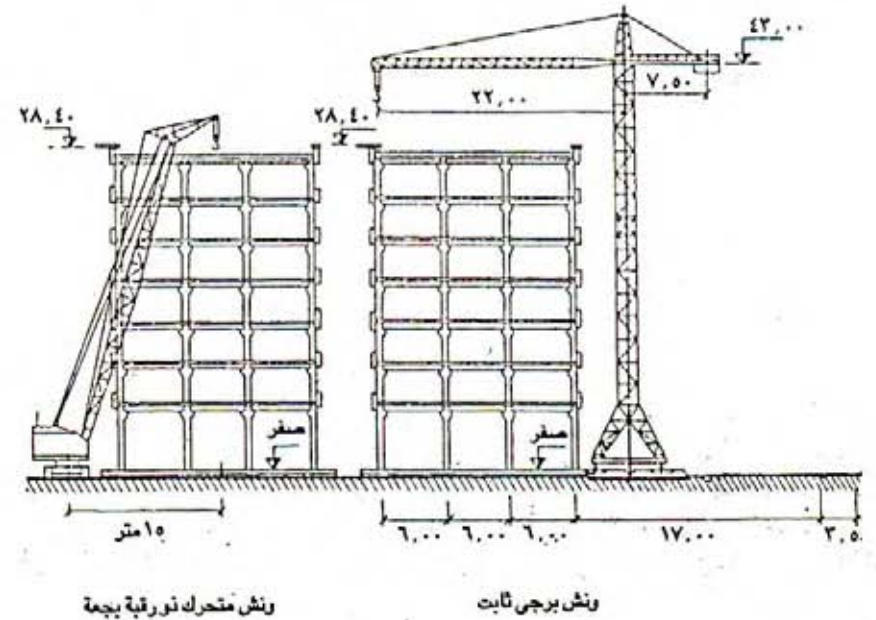 ٤٣,٠٠
٧,٥٠
٢٢,٠٠
٢٨,٤٠
٢٨,٤٠
صفر
صفر
١٥ متر
٦,٠٠
٦,٠٠
٦,٠٠
١٧,٠٠
٣,٥
ونش برجى ثابت
ونش متحرك ذو رقبة بجعة